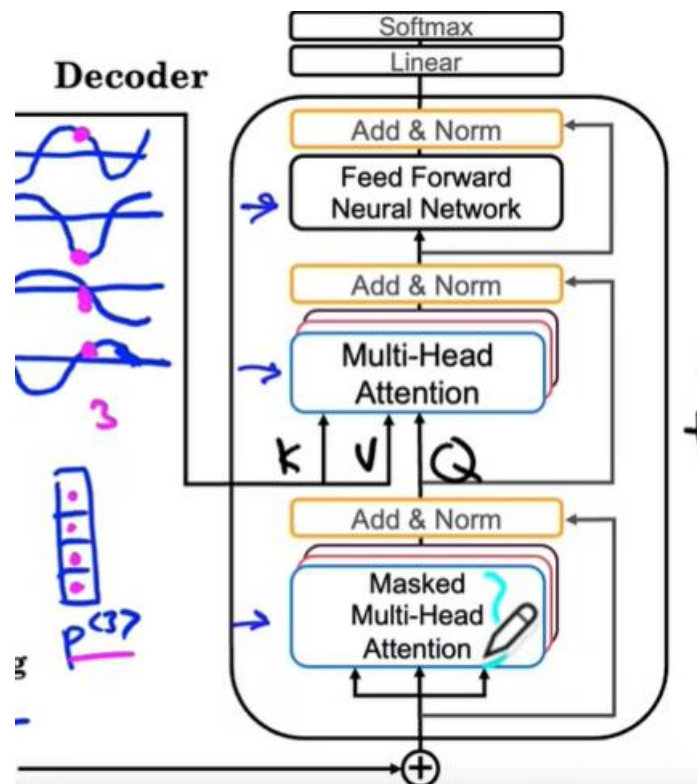 Softmax
Linear
Decoder
Add & Norm
Feed Forward
Neural Network
Add & Norm
Multi-Head
Attention
3
K V Q
Add & Norm
Masked
Multi-Head
Attention
p<3>
g
+